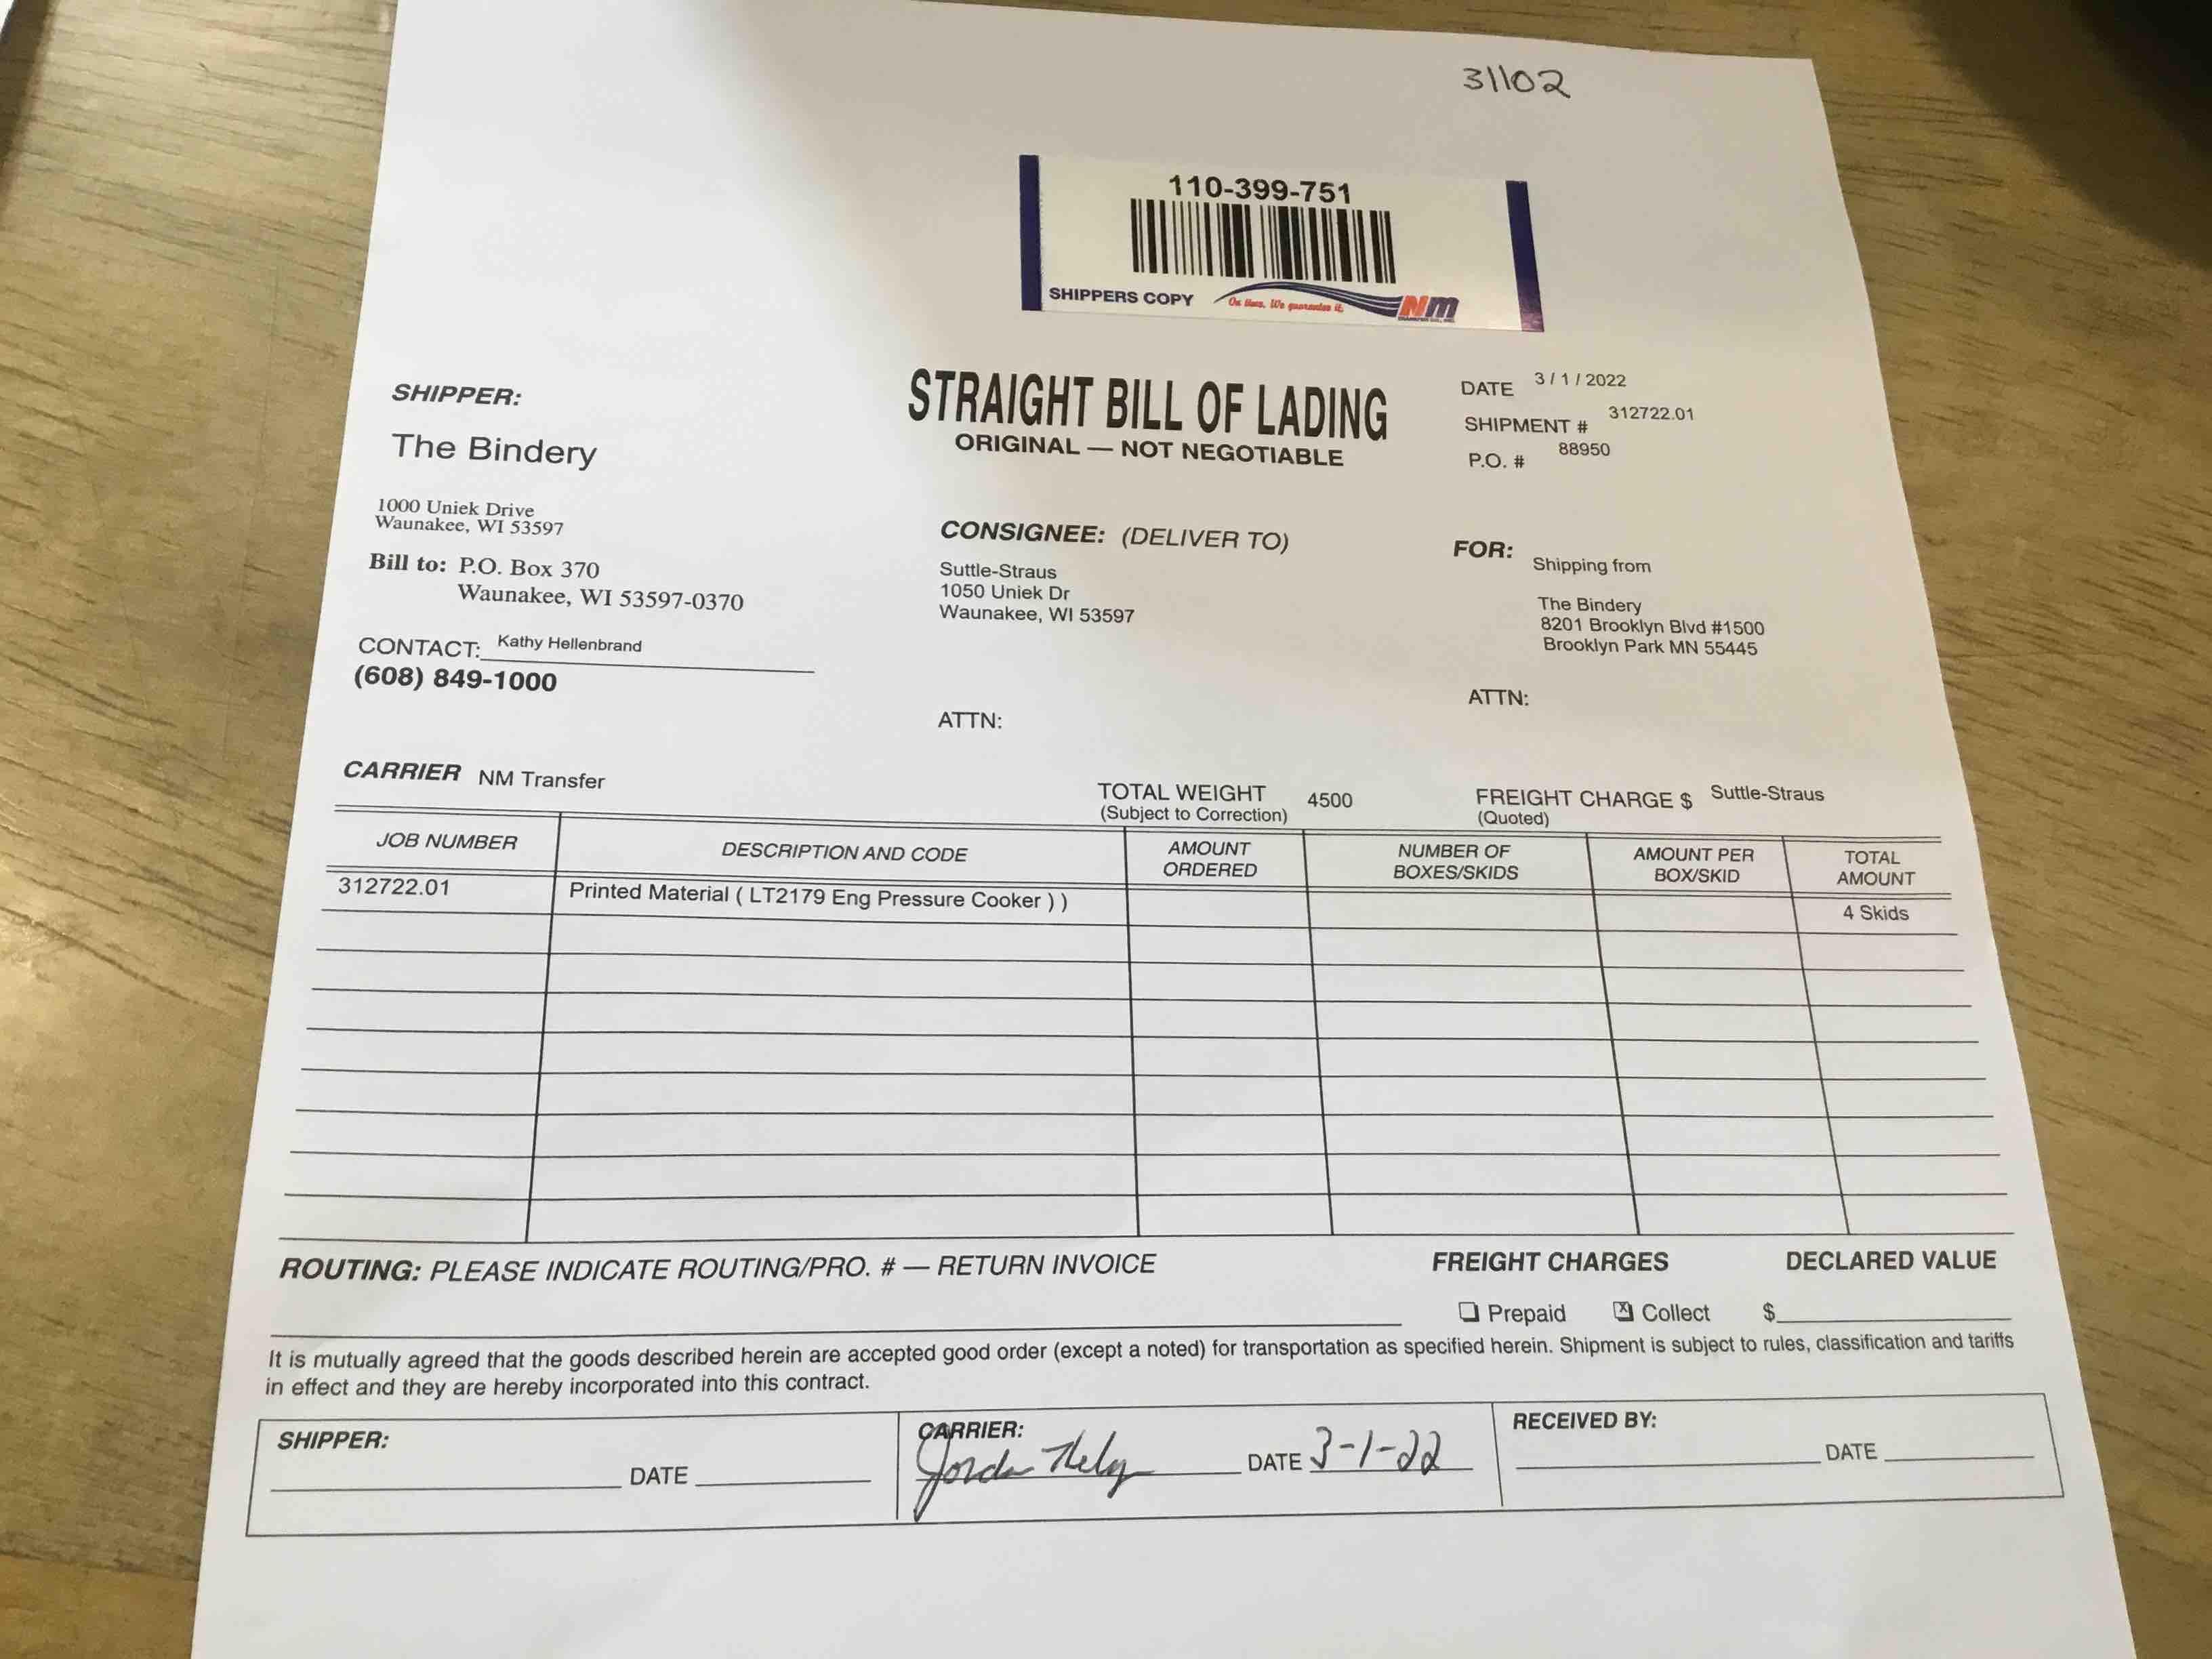 31102
110-399-751
SHIPPERS COPY
On time. We guarantee it.
NM
STRAIGHT BILL OF LADING
ORIGINAL — NOT NEGOTIABLE
DATE 3 / 1 / 2022
SHIPMENT # 312722.01
P.O. # 88950
SHIPPER:
The Bindery
1000 Uniek Drive
Waunakee, WI 53597
Bill to: P.O. Box 370
Waunakee, WI 53597-0370
CONTACT: Kathy Hellenbrand
(608) 849-1000
CONSIGNEE: (DELIVER TO)
Suttle-Straus
1050 Uniek Dr
Waunakee, WI 53597
ATTN:
FOR: Shipping from
The Bindery
8201 Brooklyn Blvd #1500
Brooklyn Park MN 55445
ATTN:
CARRIER NM Transfer
TOTAL WEIGHT 4500
(Subject to Correction)
FREIGHT CHARGE $ Suttle-Straus
(Quoted)
JOB NUMBER
DESCRIPTION AND CODE
AMOUNT
ORDERED
NUMBER OF
BOXES/SKIDS
AMOUNT PER
BOX/SKID
TOTAL
AMOUNT
312722.01 Printed Material ( LT2179 Eng Pressure Cooker ) ) 4 Skids
ROUTING: PLEASE INDICATE ROUTING/PRO. # — RETURN INVOICE
FREIGHT CHARGES
DECLARED VALUE
Prepaid
X Collect
$
It is mutually agreed that the goods described herein are accepted good order (except a noted) for transportation as specified herein. Shipment is subject to rules, classification and tariffs
in effect and they are hereby incorporated into this contract.
SHIPPER:
DATE
CARRIER:
DATE 3-1-22
RECEIVED BY:
DATE